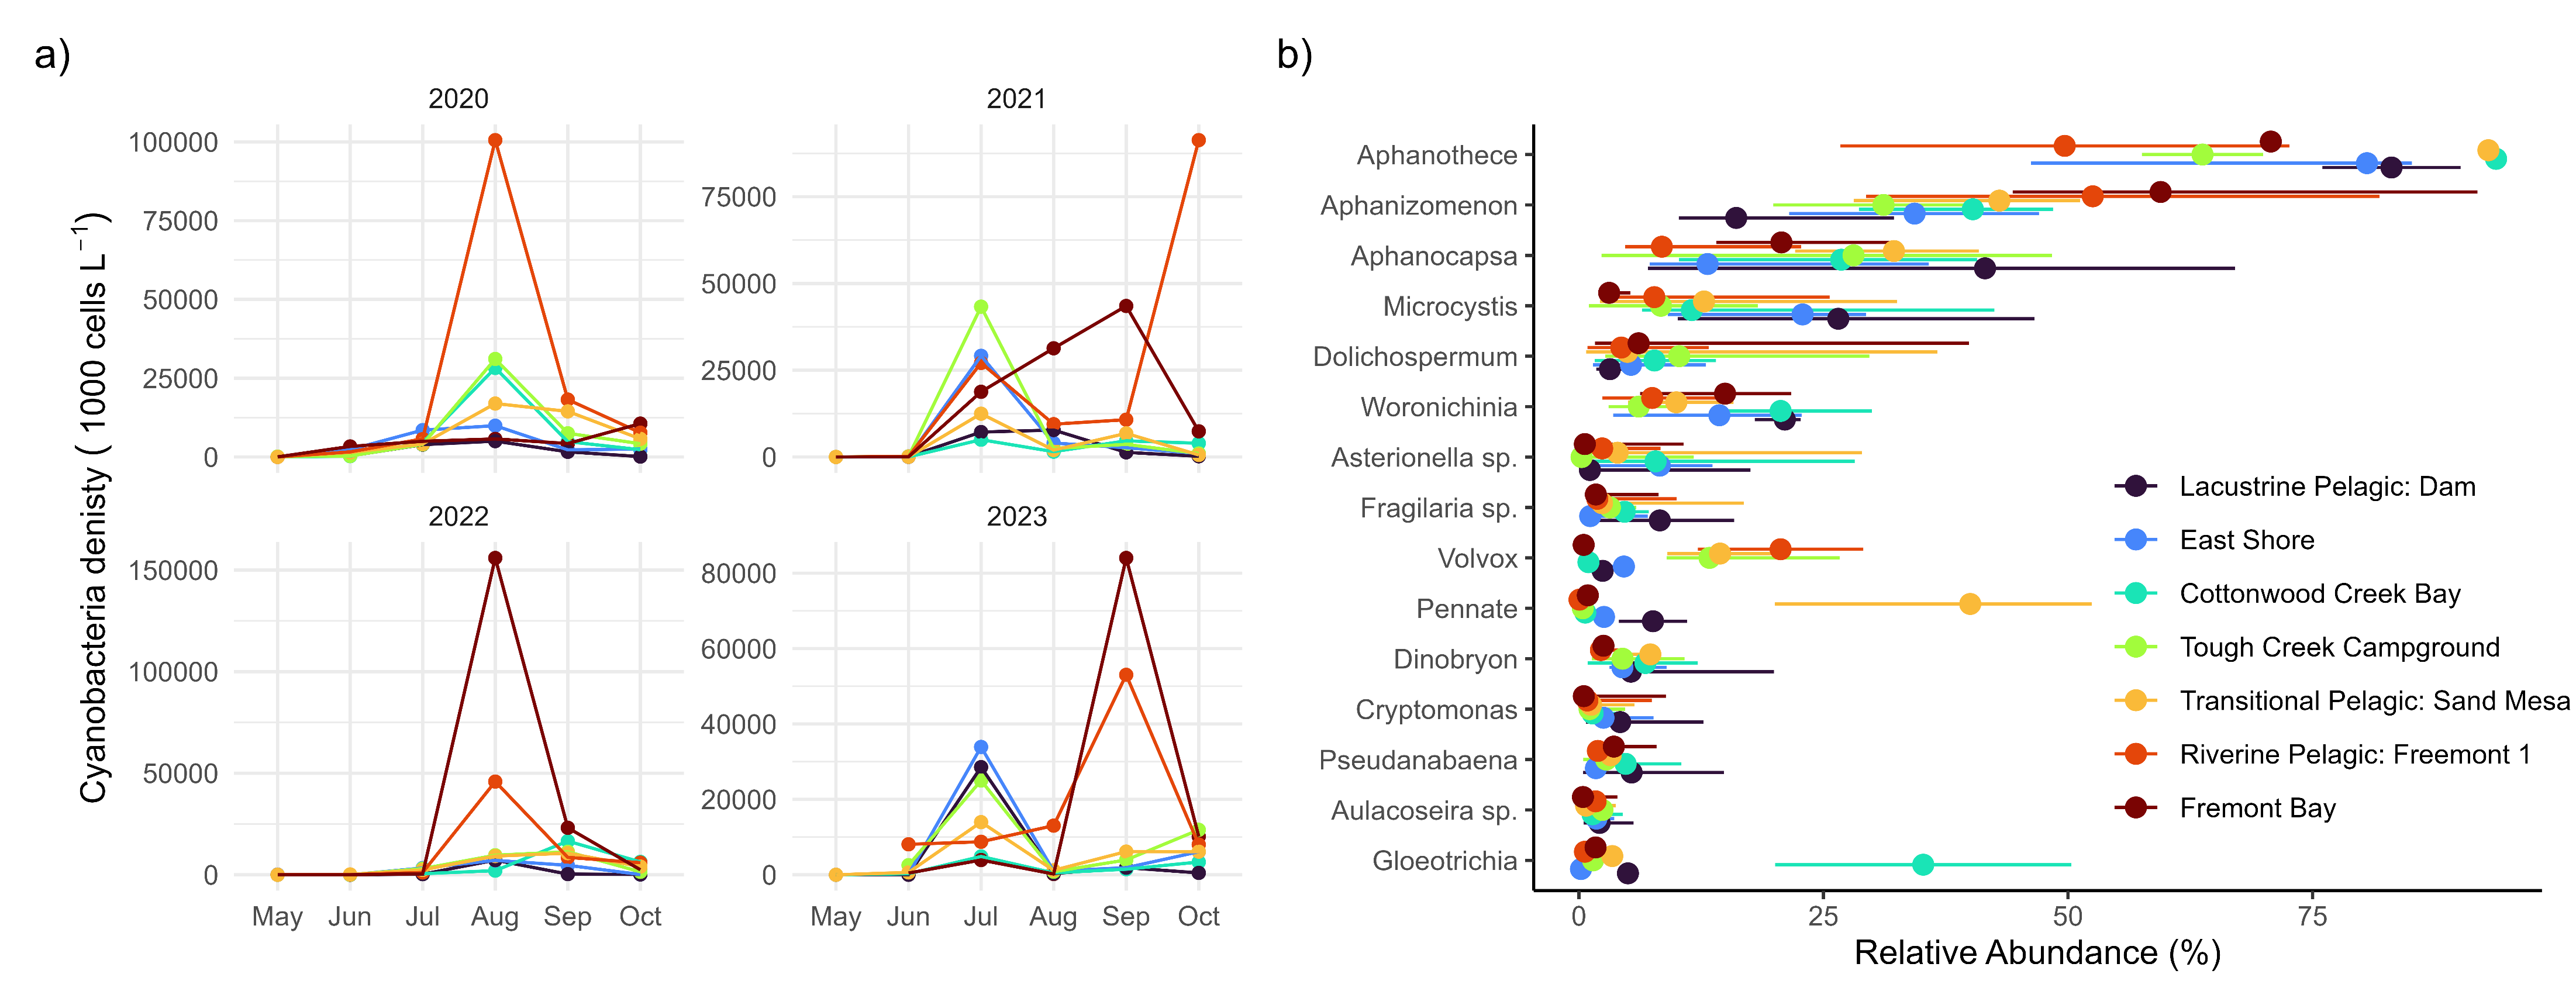 a)
b)
2020
2021
100000
75000
50000
25000
0
75000
50000
25000
0
Cyanobacteria denisty ( 1000 cells L⁻¹)
2022
2023
150000
100000
50000
0
80000
60000
40000
20000
0
May Jun Jul Aug Sep Oct
May Jun Jul Aug Sep Oct
Aphanothece
Aphanizomenon
Aphanocapsa
Microcystis
Dolichospermum
Woronichinia
Asterionella sp.
Fragilaria sp.
Volvox
Pennate
Dinobryon
Cryptomonas
Pseudanabaena
Aulacoseira sp.
Gloeotrichia
0 25 50 75
Relative Abundance (%)
Lacustrine Pelagic: Dam
East Shore
Cottonwood Creek Bay
Tough Creek Campground
Transitional Pelagic: Sand Mesa
Riverine Pelagic: Freemont 1
Fremont Bay